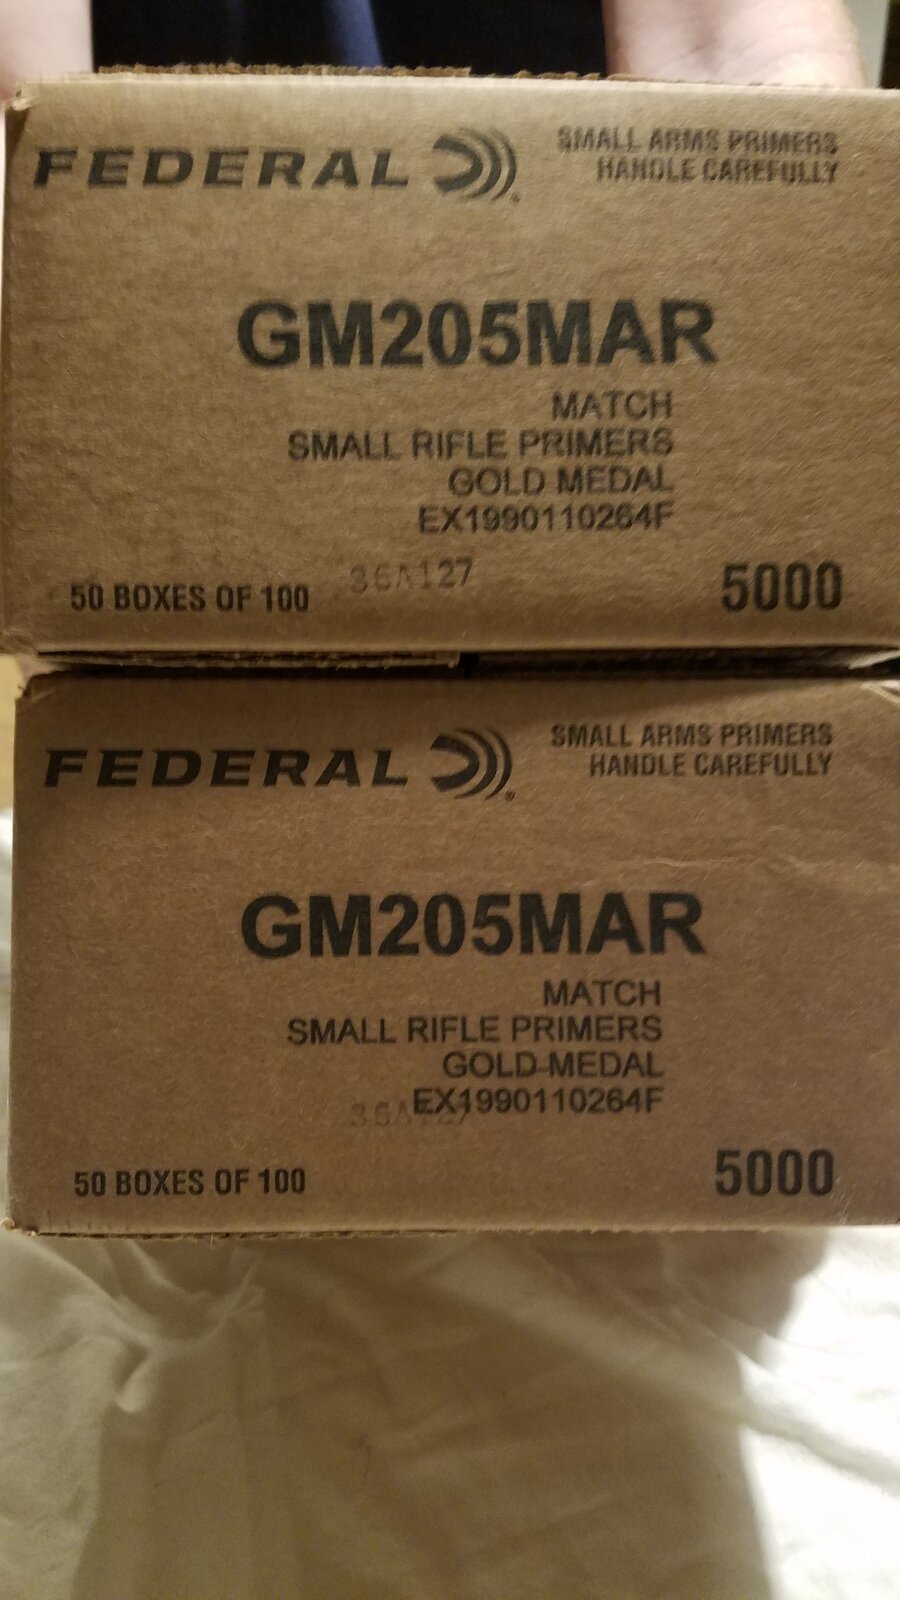 FEDERAL
SMALL ARMS PRIMERS
HANDLE CAREFULLY
GM205MAR
MATCH
SMALL RIFLE PRIMERS
GOLD MEDAL
EX1990110264F
36A127
50 BOXES OF 100
5000
FEDERAL
SMALL ARMS PRIMERS
HANDLE CAREFULLY
GM205MAR
MATCH
SMALL RIFLE PRIMERS
GOLD MEDAL
EX1990110264F
36A127
50 BOXES OF 100
5000